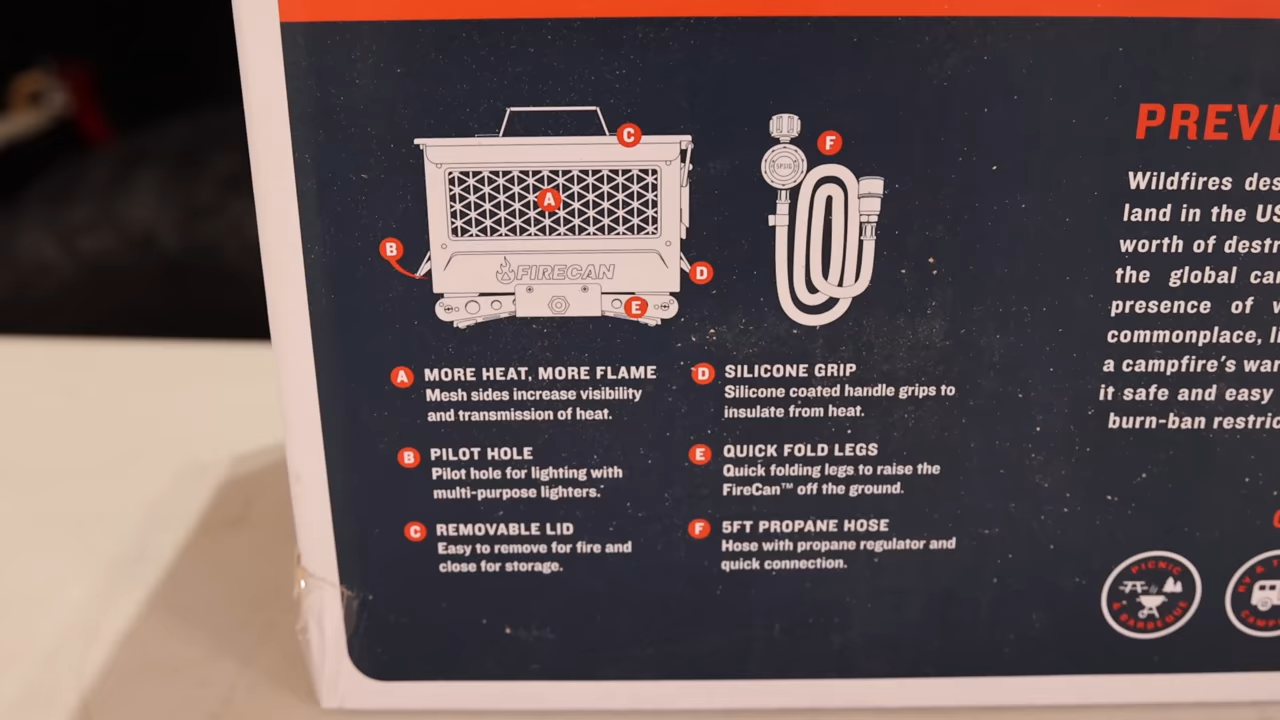 C
F
5PSIG
A
B
FIRECAN
D
E
A MORE HEAT, MORE FLAME
Mesh sides increase visibility
and transmission of heat.
B PILOT HOLE
Pilot hole for lighting with
multi-purpose lighters.
C REMOVABLE LID
Easy to remove for fire and
close for storage.
D SILICONE GRIP
Silicone coated handle grips to
insulate from heat.
E QUICK FOLD LEGS
Quick folding legs to raise the
FireCan™ off the ground.
F 5FT PROPANE HOSE
Hose with propane regulator and
quick connection.
PREV
Wildfires des
land in the US
worth of destr
the global car
presence of
commonplace, 
a campfire's war
it safe and easy
burn-ban restric
PICNIC
& BARBEQUE
RV &
CAMP